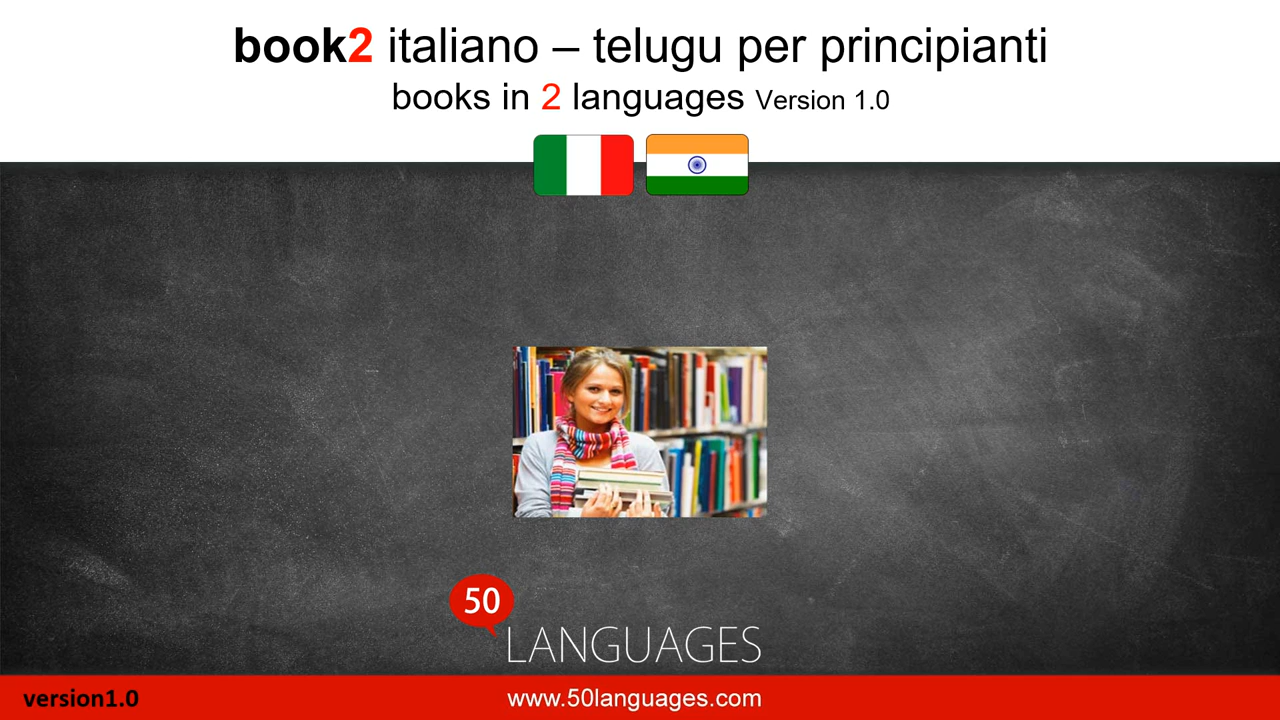 book2 italiano – telugu per principianti
books in 2 languages Version 1.0
50
LANGUAGES
version1.0
www.50languages.com